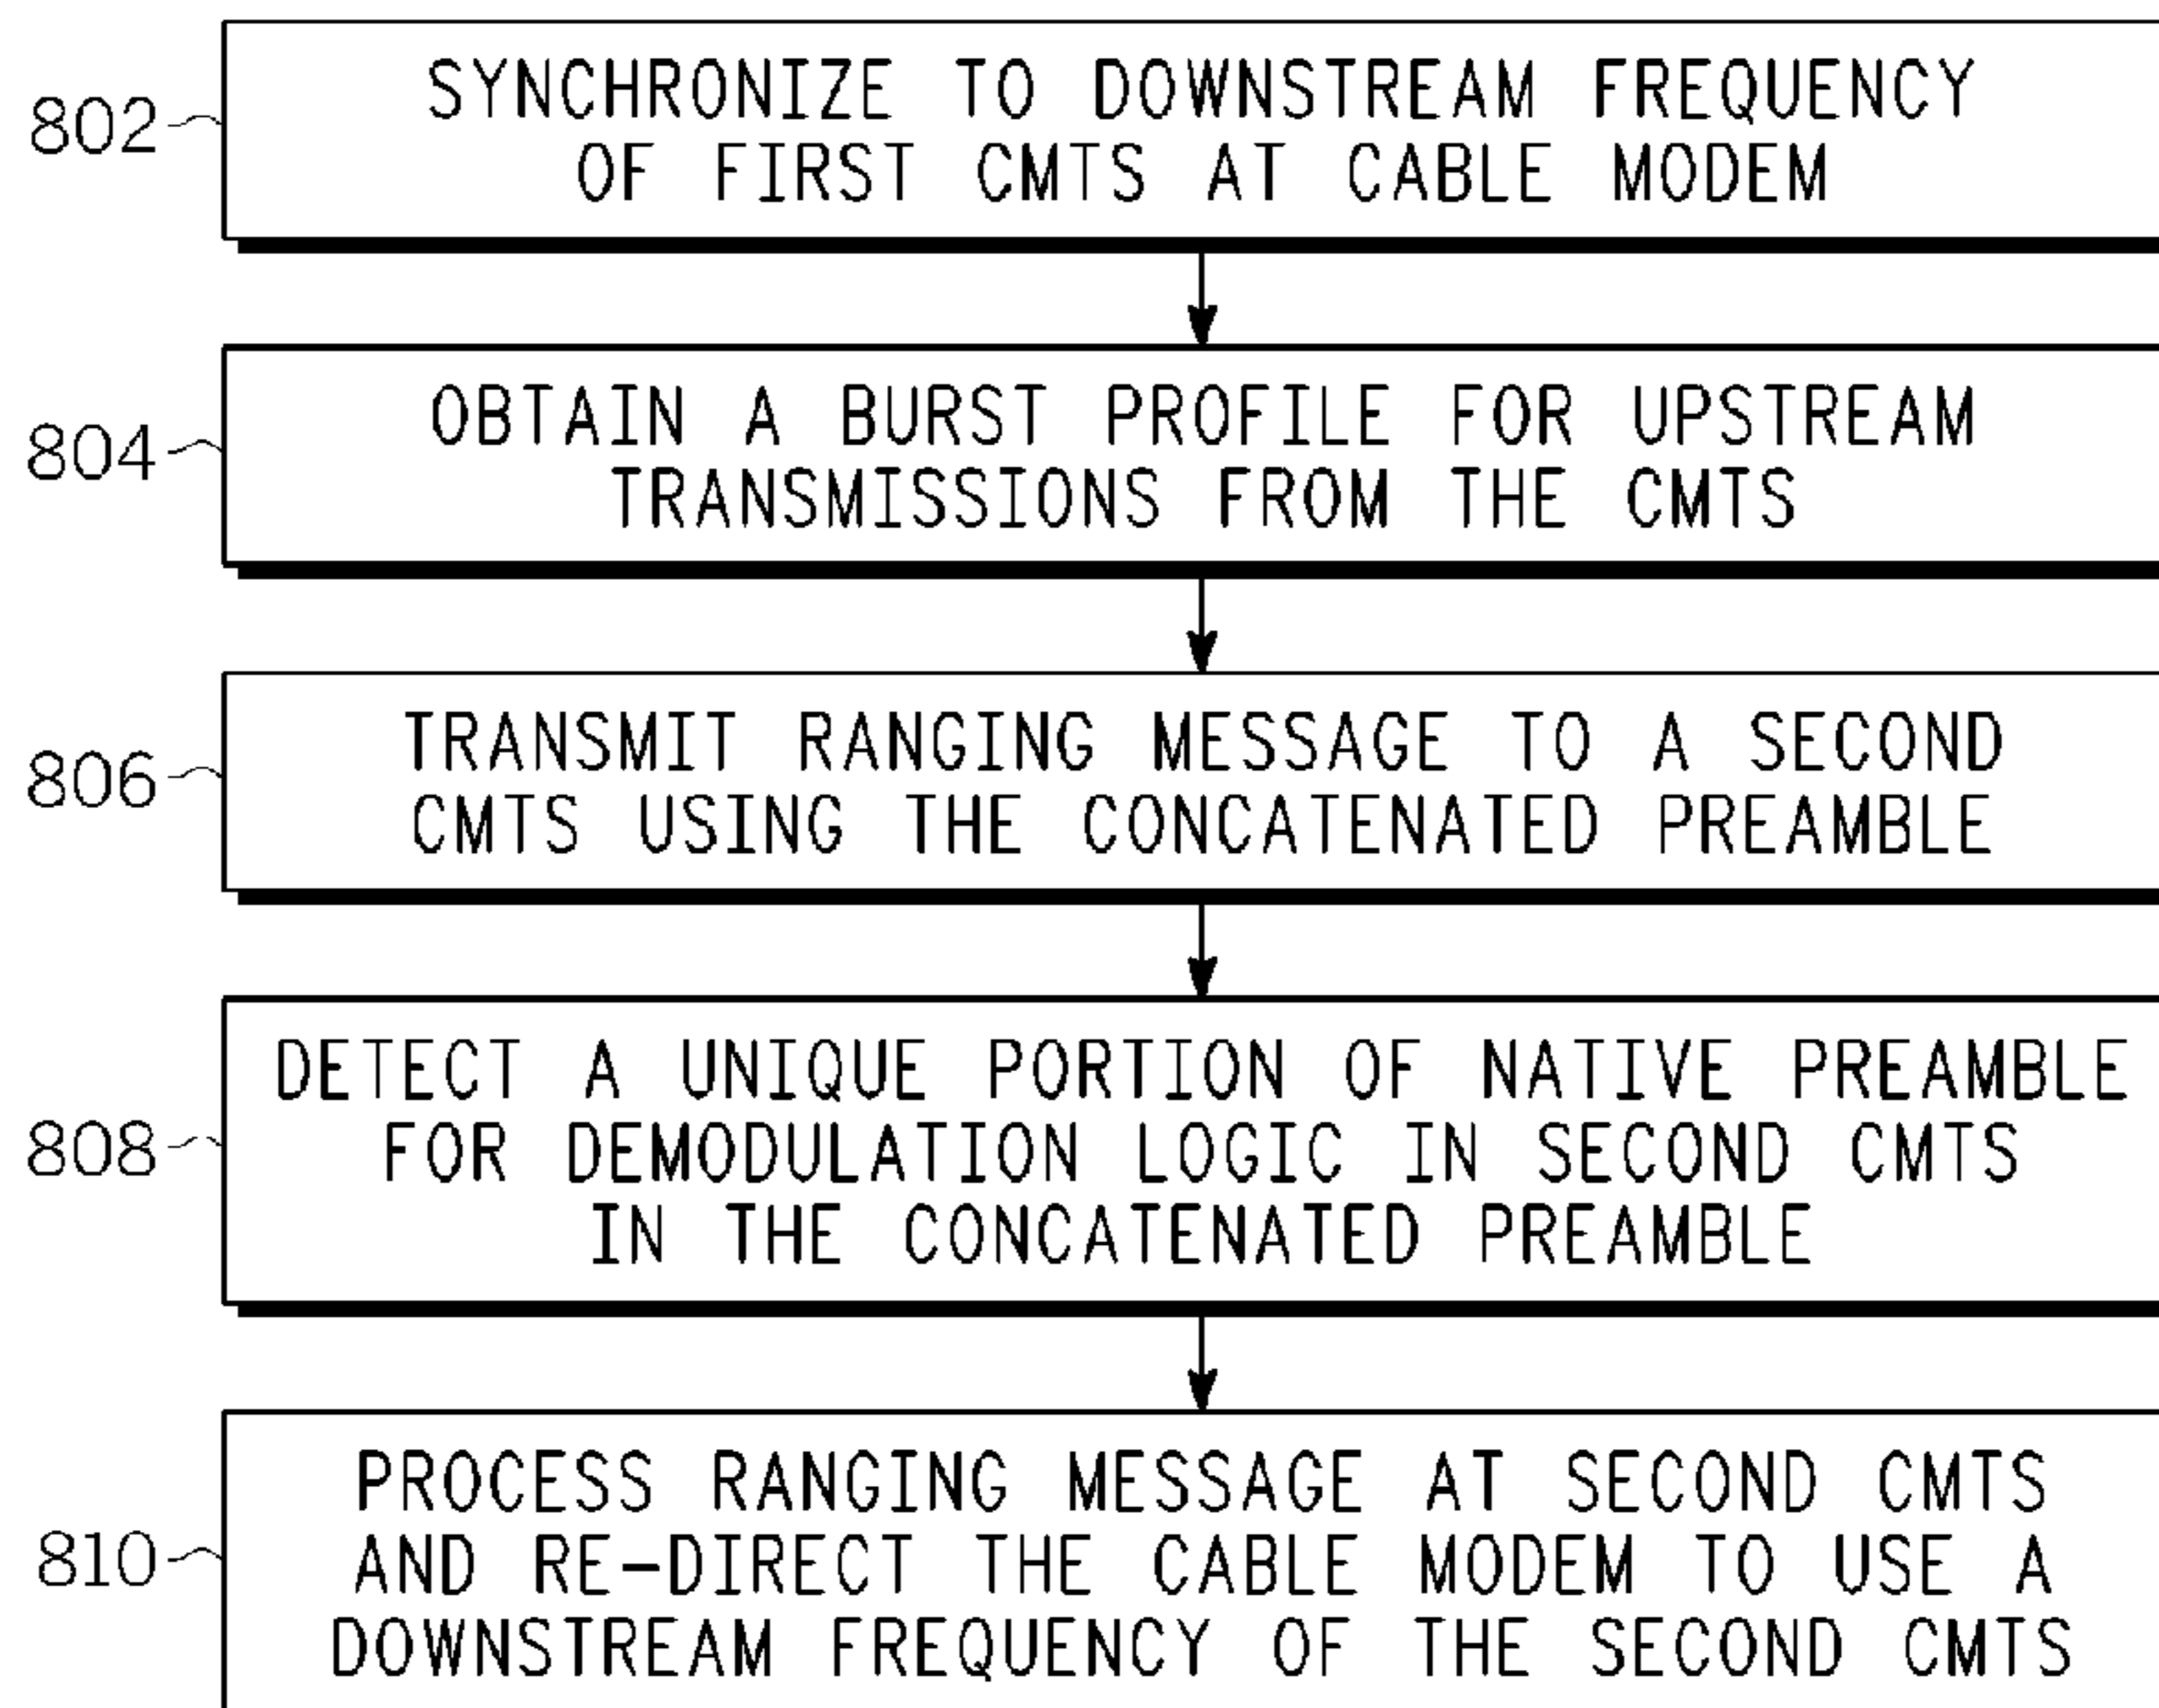 802
SYNCHRONIZE TO DOWNSTREAM FREQUENCY
OF FIRST CMTS AT CABLE MODEM
804
OBTAIN A BURST PROFILE FOR UPSTREAM
TRANSMISSIONS FROM THE CMTS
806
TRANSMIT RANGING MESSAGE TO A SECOND
CMTS USING THE CONCATENATED PREAMBLE
808
DETECT A UNIQUE PORTION OF NATIVE PREAMBLE
FOR DEMODULATION LOGIC IN SECOND CMTS
IN THE CONCATENATED PREAMBLE
810
PROCESS RANGING MESSAGE AT SECOND CMTS
AND RE-DIRECT THE CABLE MODEM TO USE A
DOWNSTREAM FREQUENCY OF THE SECOND CMTS